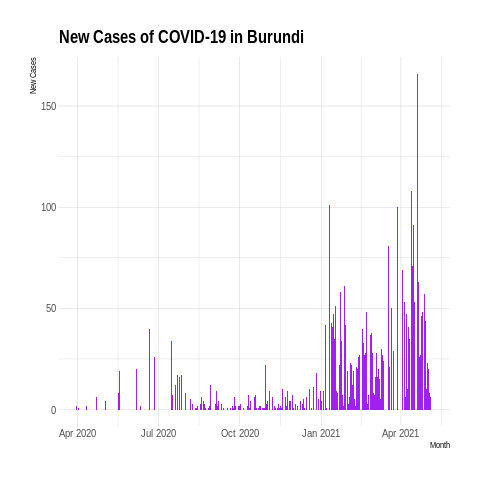 New Cases of COVID-19 in Burundi
New Cases
150
100
50
0
Apr 2020 Jul 2020 Oct 2020 Jan 2021 Apr 2021
Month